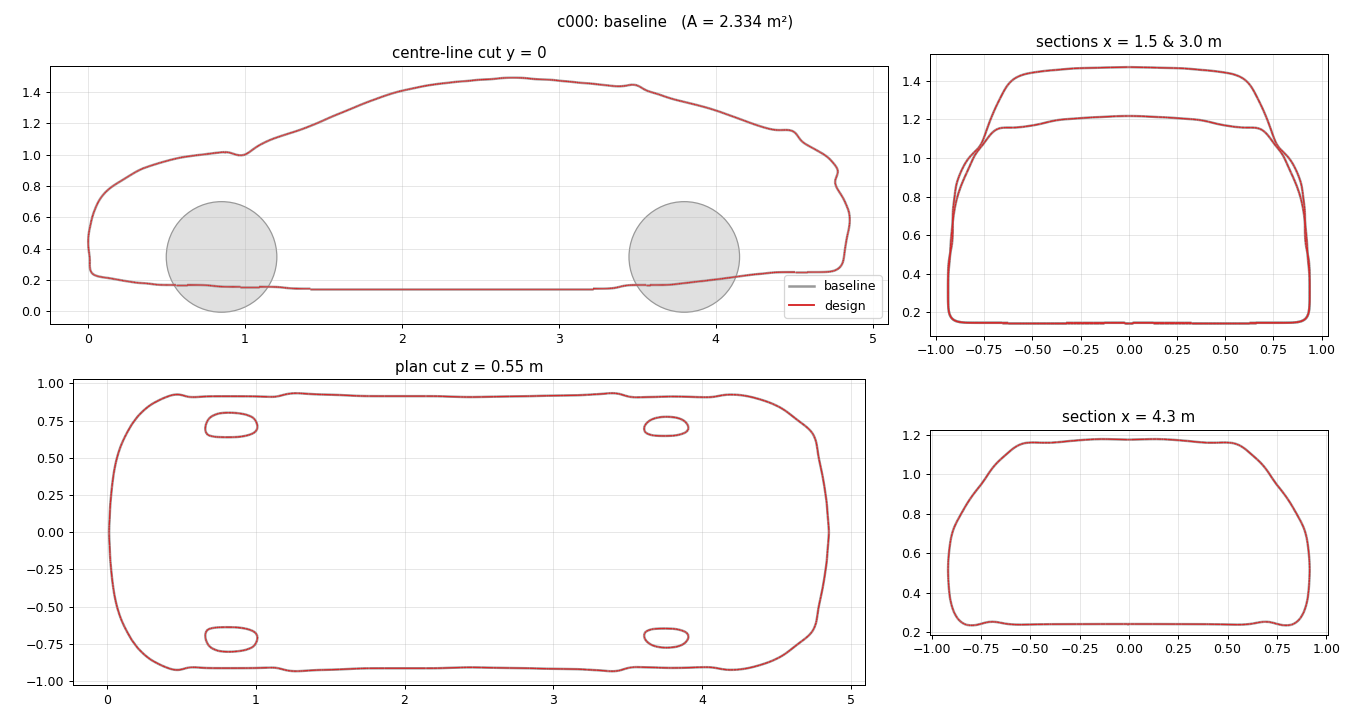 c000: baseline   (A = 2.334 m²)
centre-line cut y = 0
1.4
1.2
1.0
0.8
0.6
0.4
0.2
0.0
0 1 2 3 4 5
baseline
design
sections x = 1.5 & 3.0 m
1.4
1.2
1.0
0.8
0.6
0.4
0.2
−1.00 −0.75 −0.50 −0.25 0.00 0.25 0.50 0.75 1.00
plan cut z = 0.55 m
1.00
0.75
0.50
0.25
0.00
−0.25
−0.50
−0.75
−1.00
0 1 2 3 4 5
section x = 4.3 m
1.2
1.0
0.8
0.6
0.4
0.2
−1.00 −0.75 −0.50 −0.25 0.00 0.25 0.50 0.75 1.00